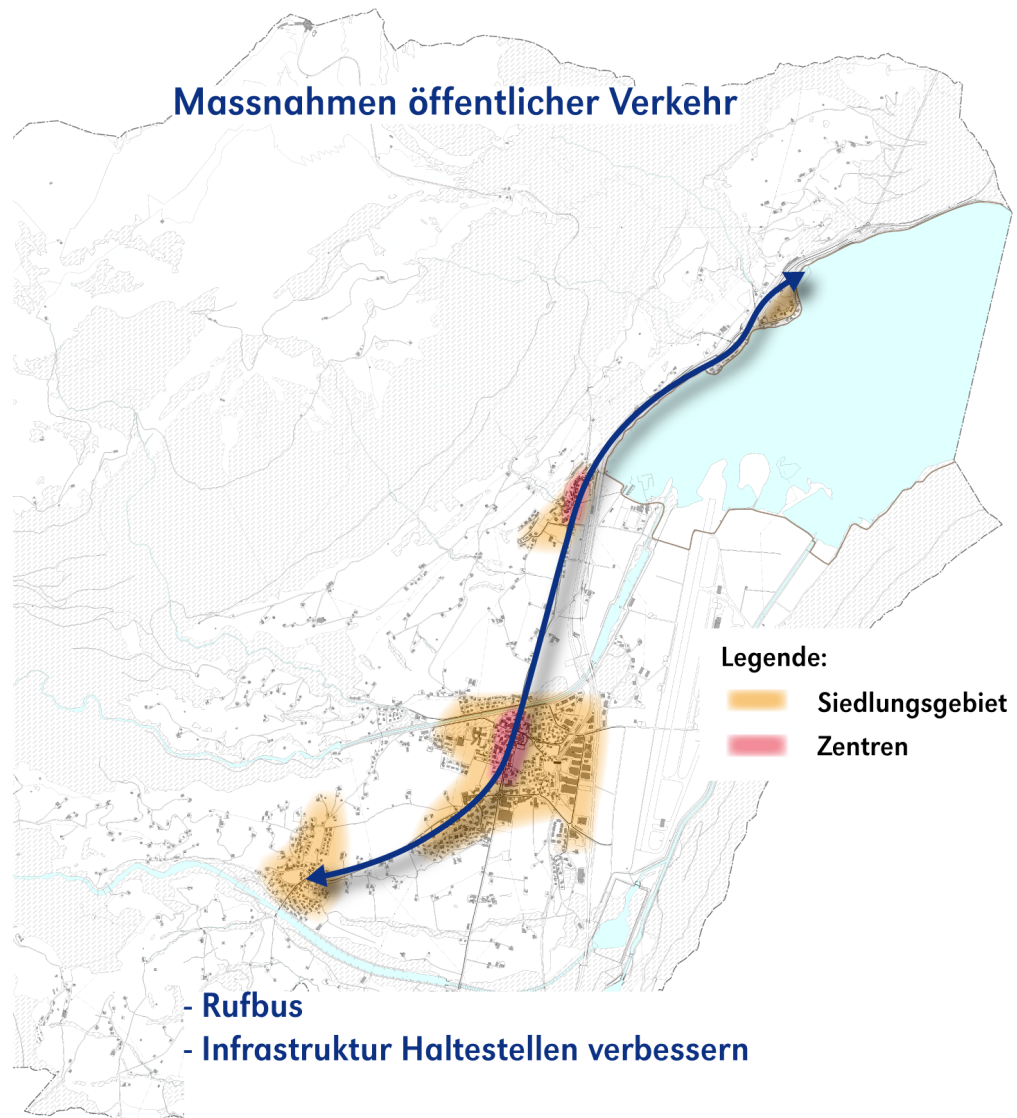 Massnahmen öffentlicher Verkehr
Legende:
Siedlungsgebiet
Zentren
- Rufbus
- Infrastruktur Haltestellen verbessern